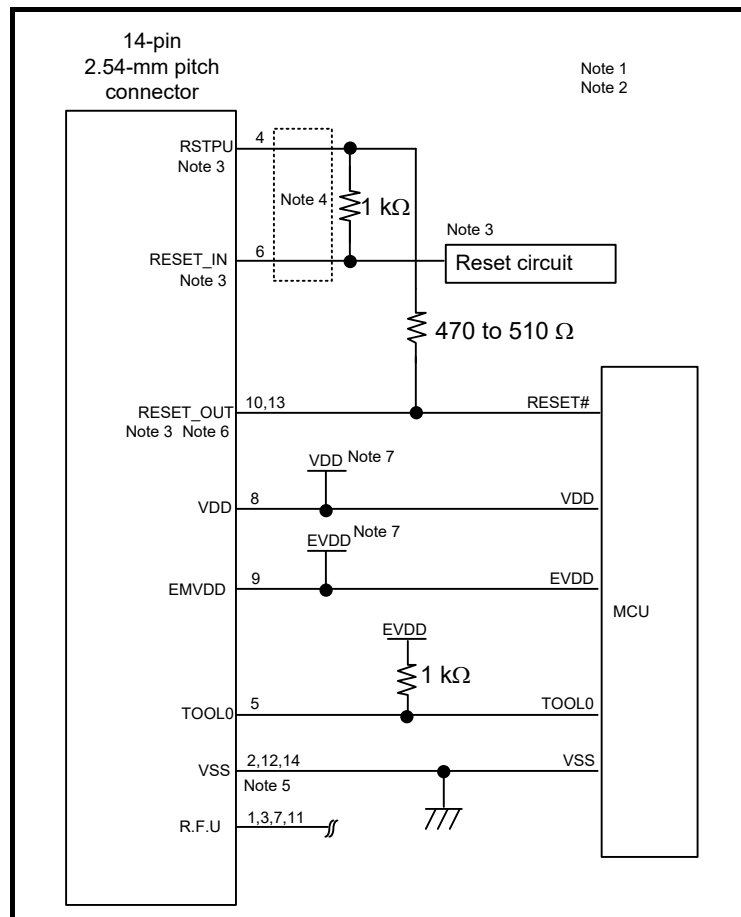 14-pin
2.54-mm pitch
connector
Note 1
Note 2
RSTPU
Note 3
4
Note 4
1 kΩ
RESET_IN
Note 3
6
Note 3
Reset circuit
470 to 510 Ω
RESET_OUT
Note 3 Note 6
10,13
RESET#
VDD Note 7
VDD
8
VDD
EVDD Note 7
EMVDD
9
EVDD
MCU
EVDD
1 kΩ
TOOL0
5
TOOL0
VSS
2,12,14
Note 5
VSS
R.F.U
1,3,7,11